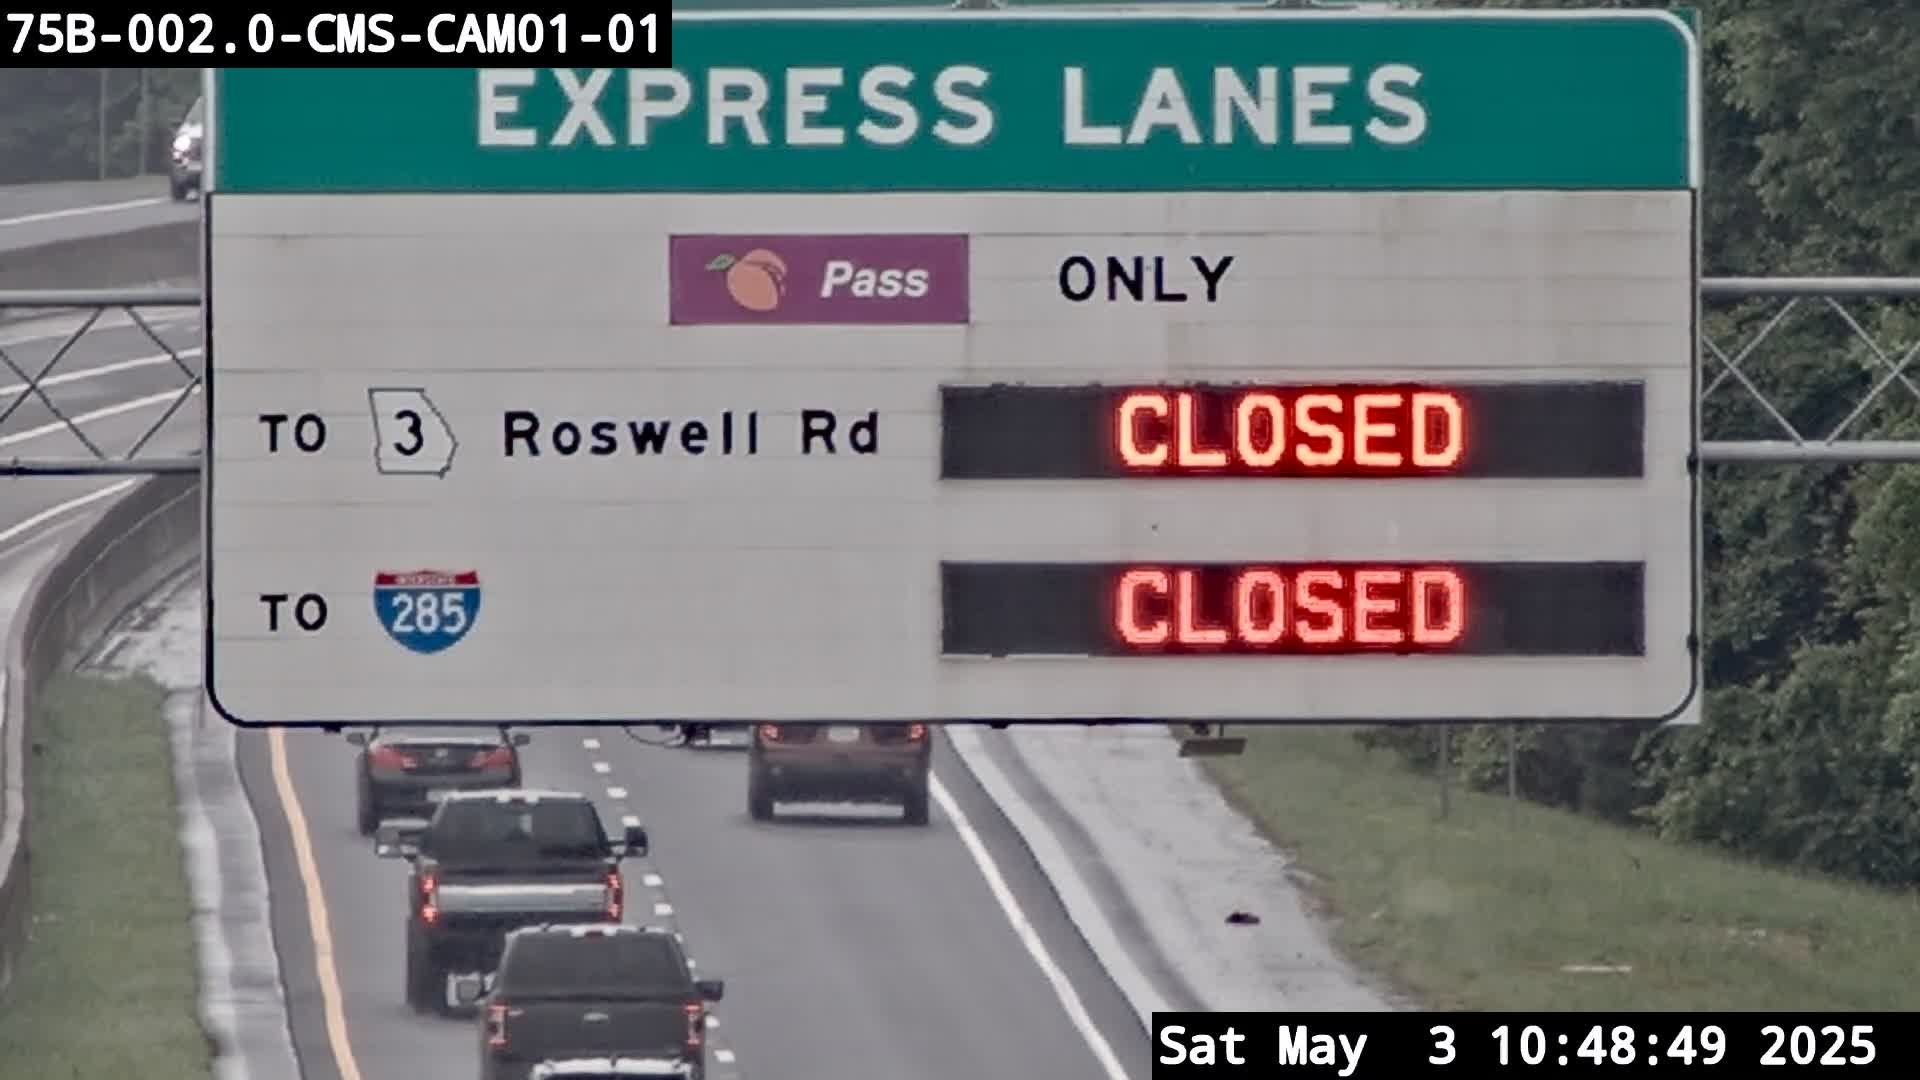 75B-002.0-CMS-CAM01-01
EXPRESS LANES
Pass ONLY
TO 3 Roswell Rd CLOSED
TO INTERSTATE 285 CLOSED
Sat May 3 10:48:49 2025